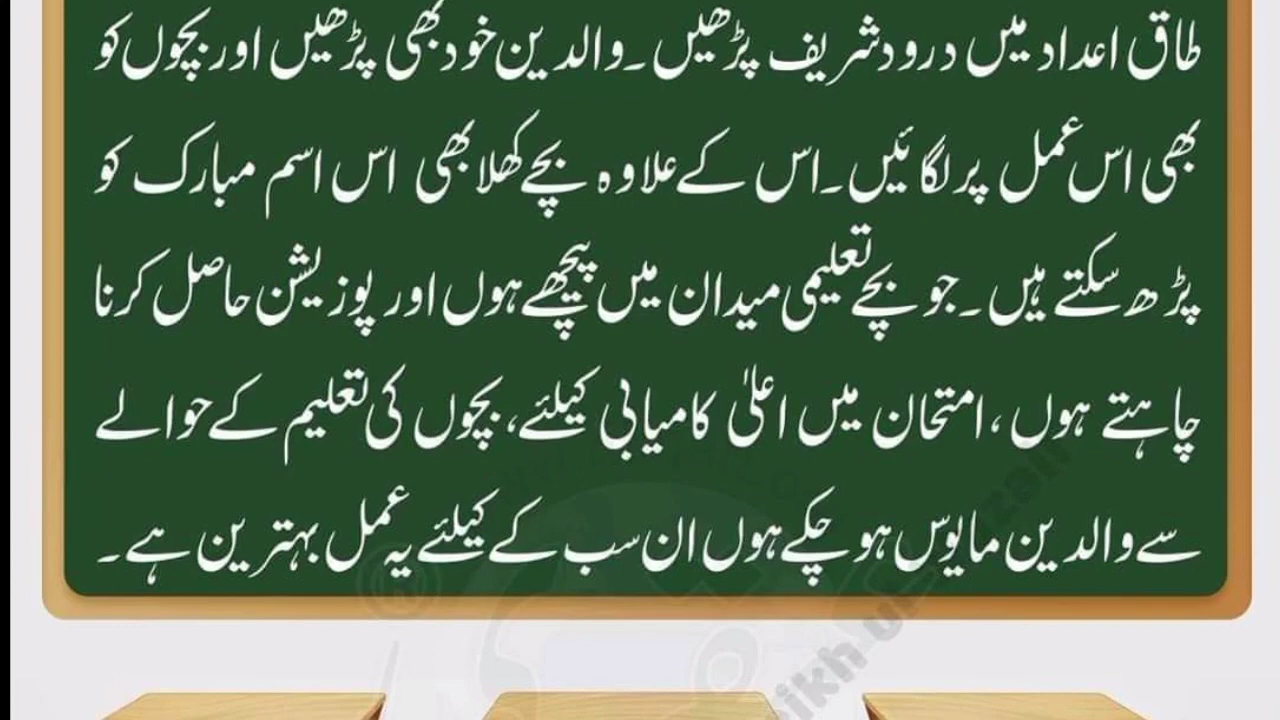 طاق اعداد میں درود شریف پڑھیں۔ والدین خود بھی پڑھیں اور بچوں کو
بھی اس عمل پر لگائیں۔ اس کے علاوہ بچے کھلا بھی اس اسم مبارک کو
پڑھ سکتے ہیں۔ جو بچے تعلیمی میدان میں پیچھے ہوں اور پوزیشن حاصل کرنا
چاہتے ہوں، امتحان میں اعلیٰ کامیابی کیلئے، بچوں کی تعلیم کے حوالے
سے والدین مایوس ہو چکے ہوں ان سب کے کیلئے یہ عمل بہترین ہے۔